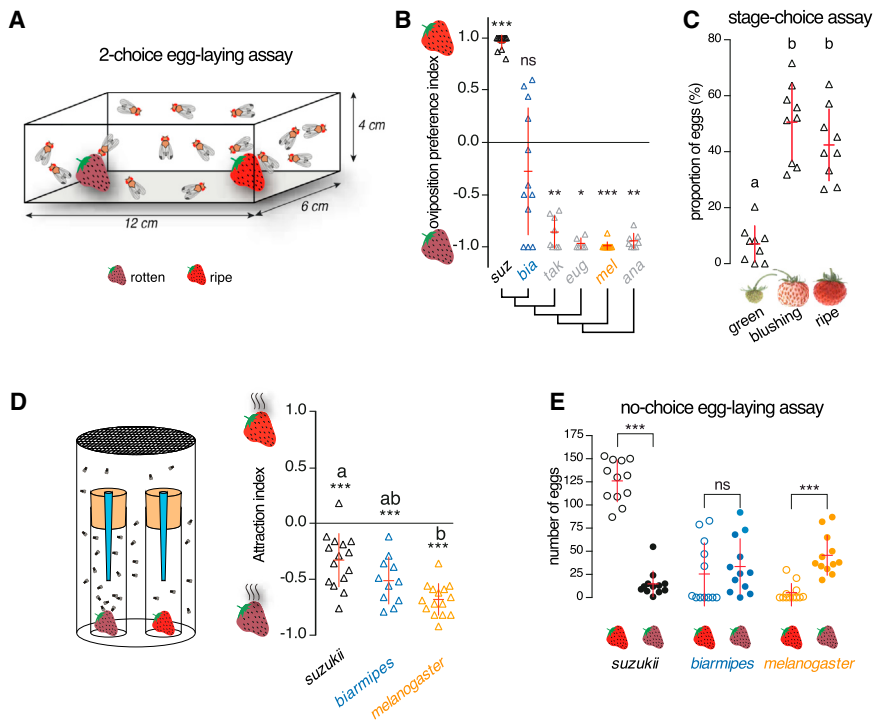 A
2-choice egg-laying assay
4 cm
6 cm
12 cm
rotten
ripe
B
oviposition preference index
1.0
0.5
0.0
-0.5
-1.0
***
ns
**
*
***
**
suz
bia
tak
eug
mel
ana
C
stage-choice assay
proportion of eggs (%)
80
60
40
20
0
a
b
b
green
blushing
ripe
D
Attraction index
1.0
0.5
0.0
-0.5
-1.0
a
***
ab
***
b
***
suzukii
biarmipes
melanogaster
E
no-choice egg-laying assay
number of eggs
175
150
125
100
75
50
25
0
***
ns
***
suzukii
biarmipes
melanogaster